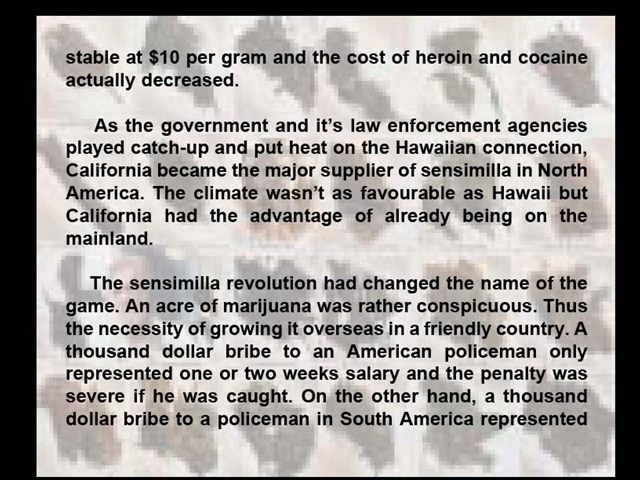 stable at $10 per gram and the cost of heroin and cocaine
actually decreased.
As the government and it's law enforcement agencies
played catch-up and put heat on the Hawaiian connection,
California became the major supplier of sensimilla in North
America. The climate wasn't as favourable as Hawaii but
California had the advantage of already being on the
mainland.
The sensimilla revolution had changed the name of the
game. An acre of marijuana was rather conspicuous. Thus
the necessity of growing it overseas in a friendly country. A
thousand dollar bribe to an American policeman only
represented one or two weeks salary and the penalty was
severe if he was caught. On the other hand, a thousand
dollar bribe to a policeman in South America represented